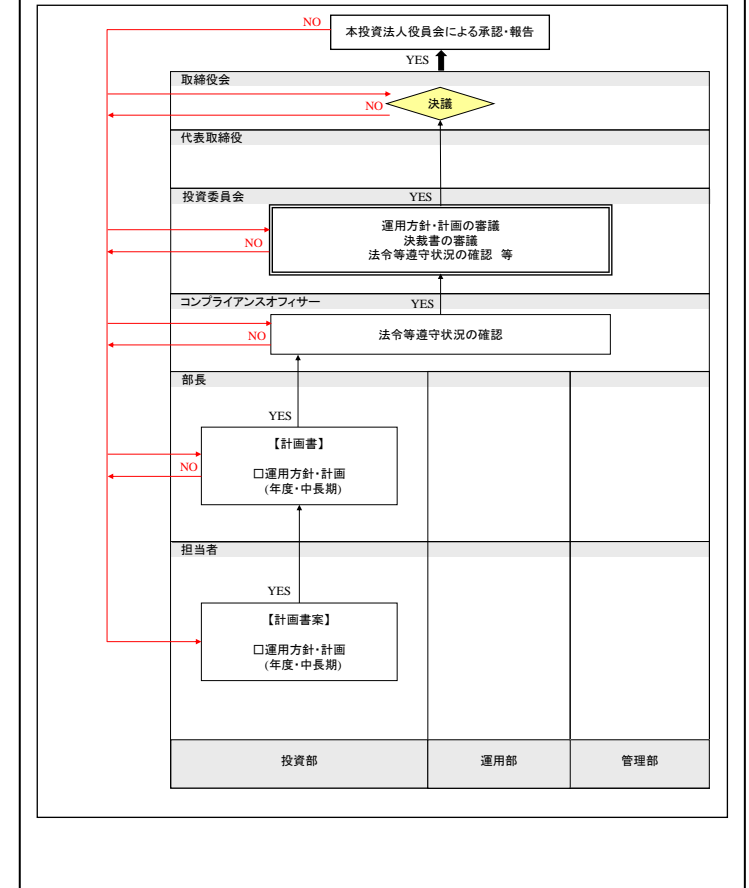 NO
本投資法人役員会による承認・報告
YES
取締役会
NO
決議
代表取締役
投資委員会
YES
運用方針・計画の審議
NO
決裁書の審議
法令等遵守状況の確認 等
コンプライアンスオフィサー
YES
NO
法令等遵守状況の確認
部長
YES
【計画書】
NO
□運用方針・計画
(年度・中長期)
担当者
YES
【計画書案】
□運用方針・計画
(年度・中長期)
投資部
運用部
管理部